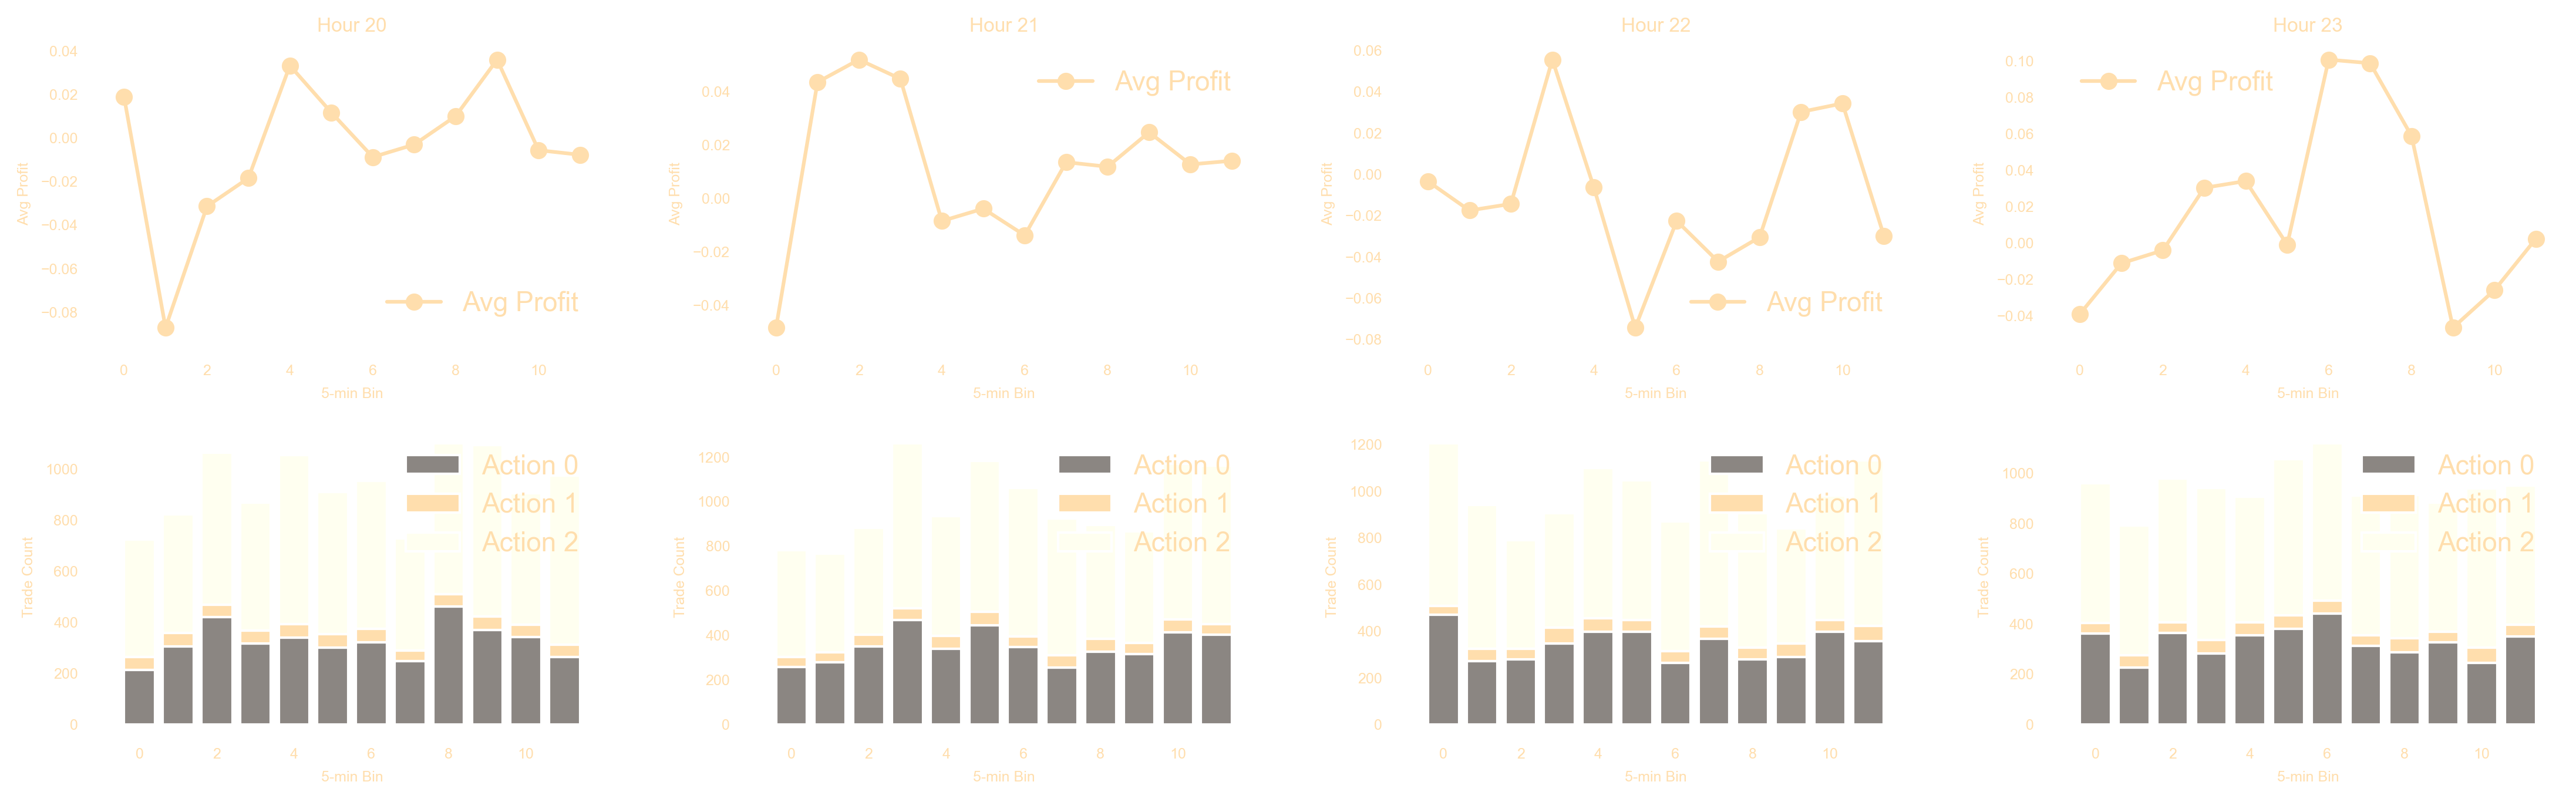 Hour 20
0.04
0.02
0.00
−0.02
−0.04
−0.06
−0.08
Avg Profit
Avg Profit
0 2 4 6 8 10
5-min Bin
Hour 21
0.04
0.02
0.00
−0.02
−0.04
Avg Profit
Avg Profit
0 2 4 6 8 10
5-min Bin
Hour 22
0.06
0.04
0.02
0.00
−0.02
−0.04
−0.06
−0.08
Avg Profit
Avg Profit
0 2 4 6 8 10
5-min Bin
Hour 23
0.10
0.08
0.06
0.04
0.02
0.00
−0.02
−0.04
Avg Profit
Avg Profit
0 2 4 6 8 10
5-min Bin
1000
800
600
400
200
0
Trade Count
Action 0
Action 1
Action 2
0 2 4 6 8 10
5-min Bin
1200
1000
800
600
400
200
0
Trade Count
Action 0
Action 1
Action 2
0 2 4 6 8 10
5-min Bin
1200
1000
800
600
400
200
0
Trade Count
Action 0
Action 1
Action 2
0 2 4 6 8 10
5-min Bin
1000
800
600
400
200
0
Trade Count
Action 0
Action 1
Action 2
0 2 4 6 8 10
5-min Bin